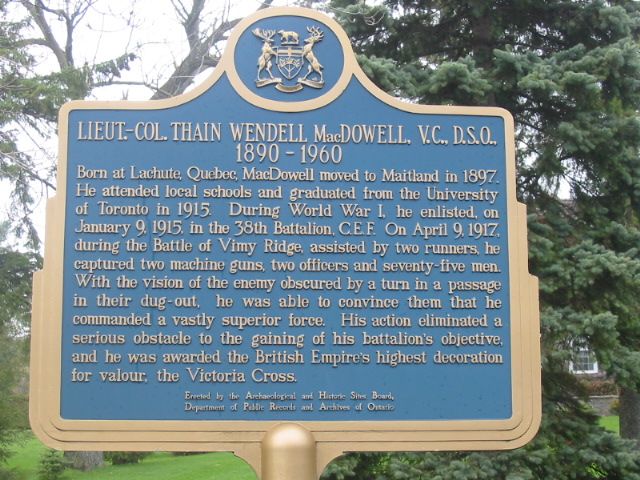 LIEUT.-COL. THAIN WENDELL MacDOWELL, V.C., D.S.O.,
1890 - 1960
Born at Lachute, Quebec, MacDowell moved to Maitland in 1897.
He attended local schools and graduated from the University
of Toronto in 1915. During World War I, he enlisted, on
January 9, 1915, in the 38th Battalion, C.E.F. On April 9, 1917,
during the Battle of Vimy Ridge, assisted by two runners, he
captured two machine guns, two officers and seventy-five men.
With the vision of the enemy obscured by a turn in a passage
in their dug-out, he was able to convince them that he
commanded a vastly superior force. His action eliminated a
serious obstacle to the gaining of his battalion's objective,
and he was awarded the British Empire's highest decoration
for valour, the Victoria Cross.
Erected by the Archaeological and Historic Sites Board,
Department of Public Records and Archives of Ontario